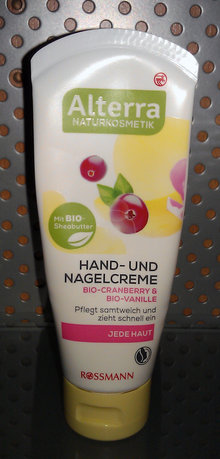 Alterra
NATURKOSMETIK
Mit BIO-
Sheabutter
HAND- UND
NAGELCREME
BIO-CRANBERRY &
BIO-VANILLE
Pflegt samtweich und
zieht schnell ein
JEDE HAUT
ROSSMANN